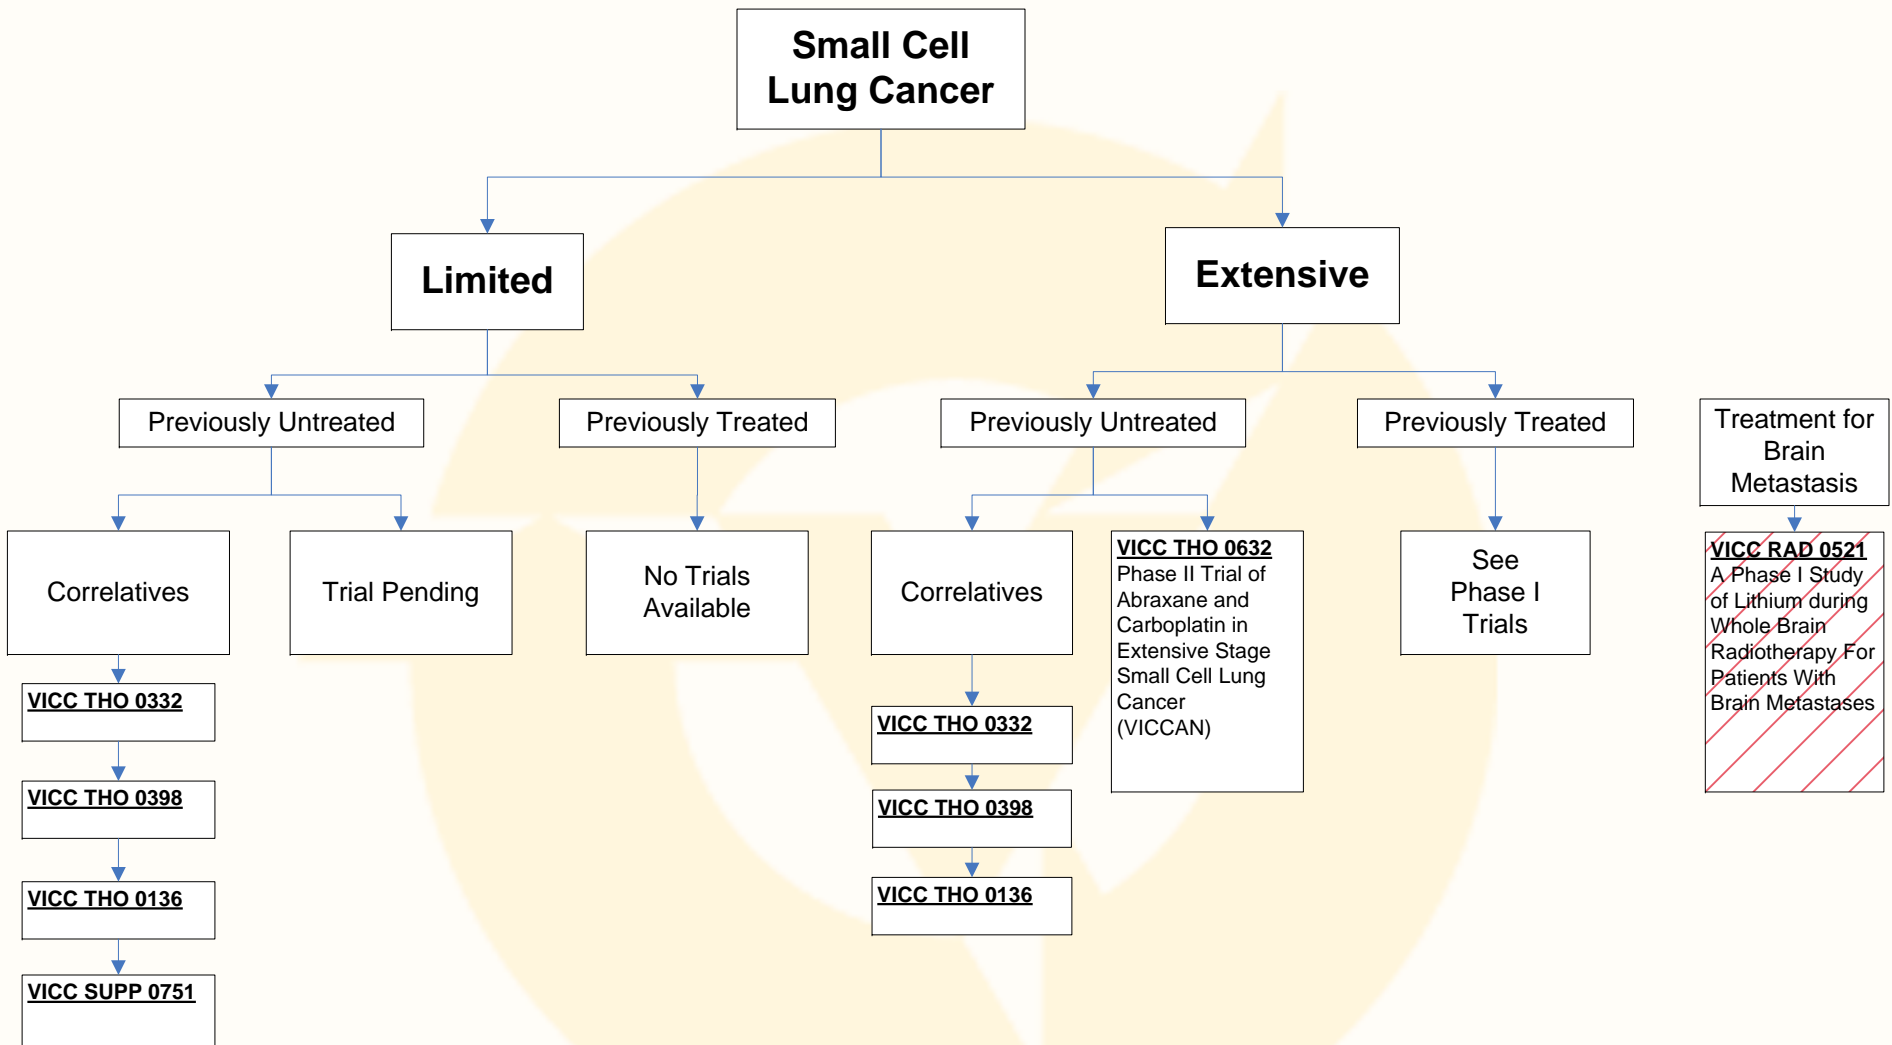 Small Cell
Lung Cancer
Limited
Extensive
Previously Untreated
Previously Treated
Previously Untreated
Previously Treated
Treatment for
Brain
Metastasis
Correlatives
Trial Pending
No Trials
Available
Correlatives
VICC THO 0632
Phase II Trial of
Abraxane and
Carboplatin in
Extensive Stage
Small Cell Lung
Cancer
(VICCAN)
See
Phase I
Trials
VICC RAD 0521
A Phase I Study
of Lithium during
Whole Brain
Radiotherapy For
Patients With
Brain Metastases
VICC THO 0332
VICC THO 0398
VICC THO 0136
VICC SUPP 0751
VICC THO 0332
VICC THO 0398
VICC THO 0136